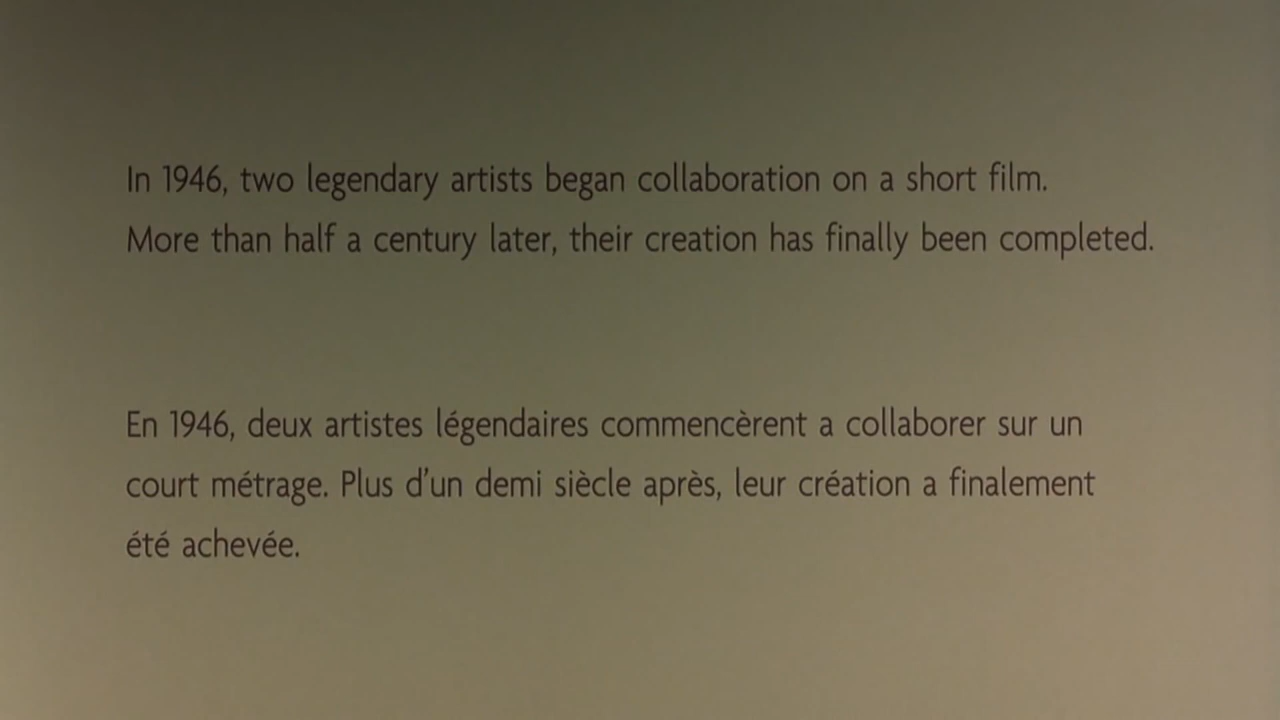 In 1946, two legendary artists began collaboration on a short film.
More than half a century later, their creation has finally been completed.
En 1946, deux artistes légendaires commencèrent a collaborer sur un
court métrage. Plus d'un demi siècle après, leur création a finalement
été achevée.